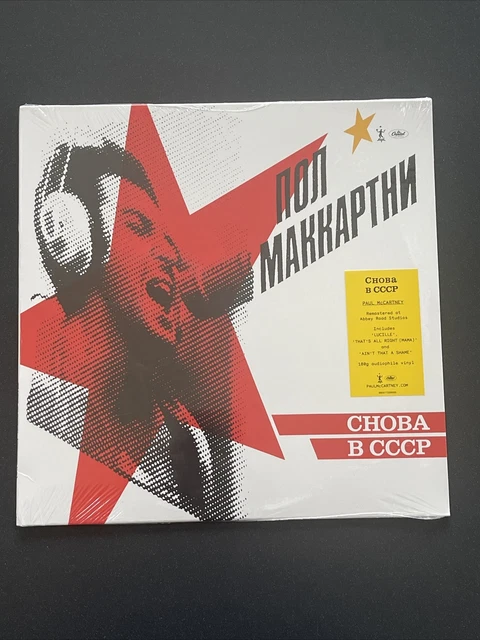 ПОЛ
МАККАРТНИ
Capitol
Снова
в СССР
PAUL McCARTNEY
Remastered at
Abbey Road Studios
Includes
'LUCILLE',
'THAT'S ALL RIGHT (MAMA)'
and
'AIN'T THAT A SHAME'
180g audiophile vinyl
PAULMcCARTNEY.COM
СНОВА
В СССР